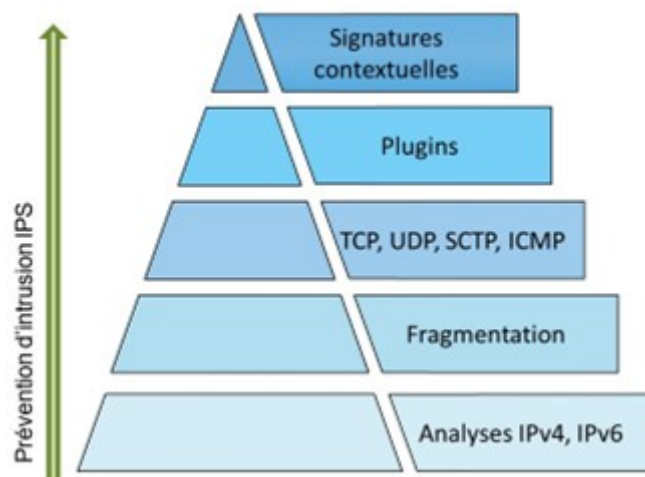 Signatures
contextuelles
Plugins
TCP, UDP, SCTP, ICMP
Fragmentation
Analyses IPv4, IPv6
Prévention d'intrusion IPS